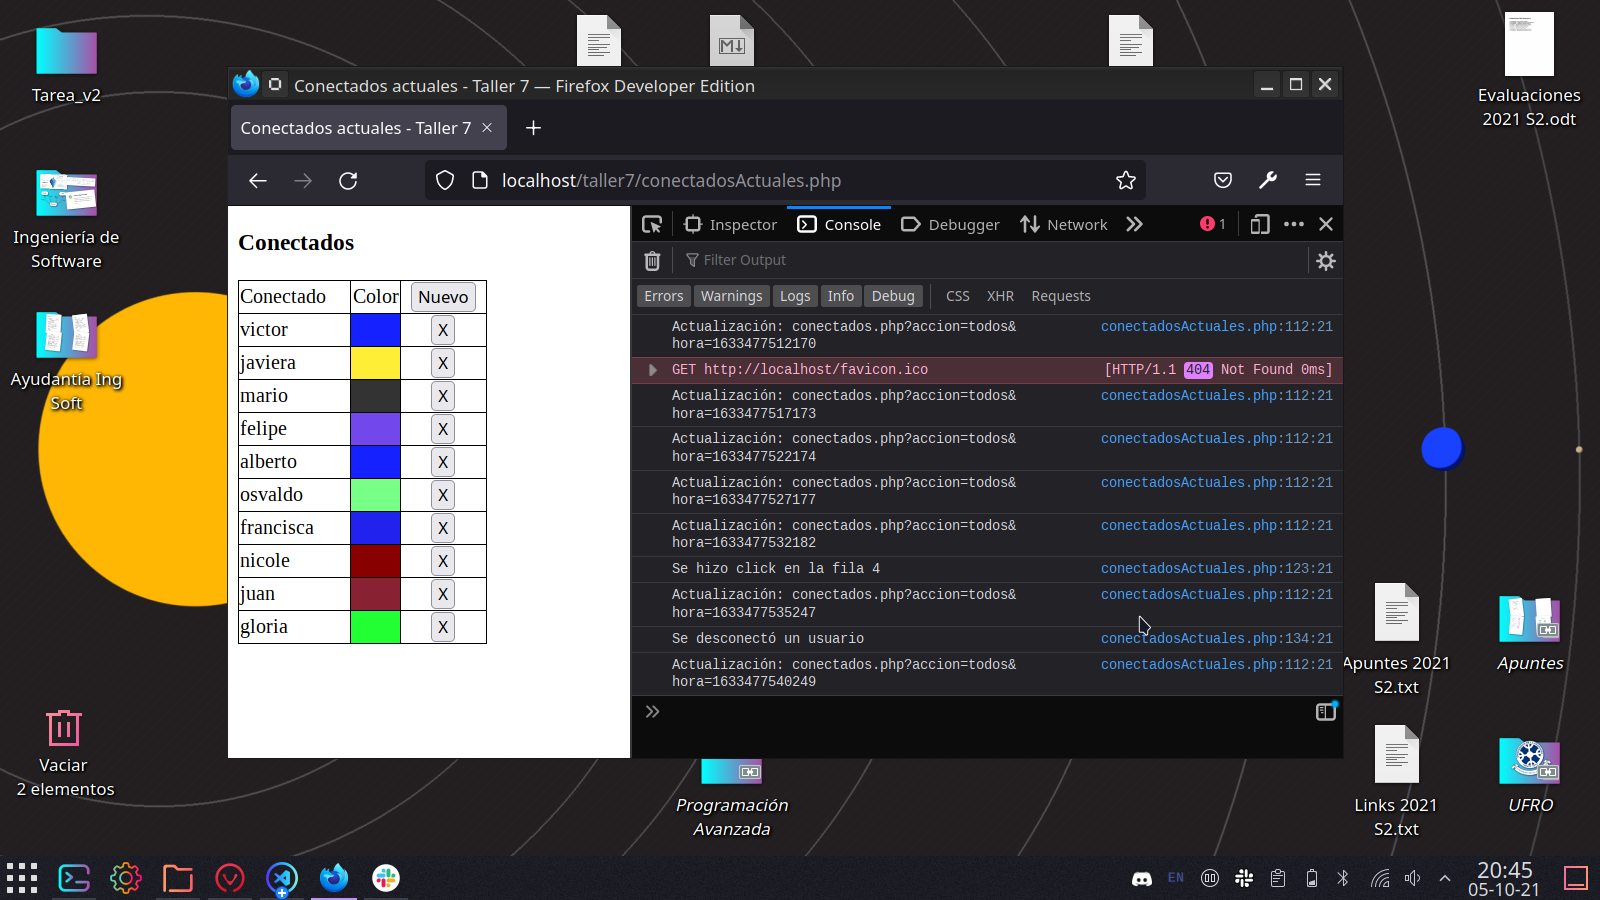 Tarea_v2
Ingeniería de
Software
Ayudantía Ing
Soft
Vaciar
2 elementos
M
Evaluaciones
2021 S2.odt
Conectados actuales - Taller 7 — Firefox Developer Edition
Conectados actuales - Taller 7
localhost/taller7/conectadosActuales.php
Conectados
Conectado Color Nuevo
victor X
javiera X
mario X
felipe X
alberto X
osvaldo X
francisca X
nicole X
juan X
gloria X
Inspector Console Debugger Network 1
Filter Output
Errors Warnings Logs Info Debug CSS XHR Requests
Actualización: conectados.php?accion=todos& conectadosActuales.php:112:21
hora=1633477512170
GET http://localhost/favicon.ico [HTTP/1.1 404 Not Found 0ms]
Actualización: conectados.php?accion=todos& conectadosActuales.php:112:21
hora=1633477517173
Actualización: conectados.php?accion=todos& conectadosActuales.php:112:21
hora=1633477522174
Actualización: conectados.php?accion=todos& conectadosActuales.php:112:21
hora=1633477527177
Actualización: conectados.php?accion=todos& conectadosActuales.php:112:21
hora=1633477532182
Se hizo click en la fila 4 conectadosActuales.php:123:21
Actualización: conectados.php?accion=todos& conectadosActuales.php:112:21
hora=1633477535247
Se desconectó un usuario conectadosActuales.php:134:21
Actualización: conectados.php?accion=todos& conectadosActuales.php:112:21
hora=1633477540249
Programación
Avanzada
Apuntes 2021
S2.txt
Apuntes
Links 2021
S2.txt
UFRO
EN
20:45
05-10-21